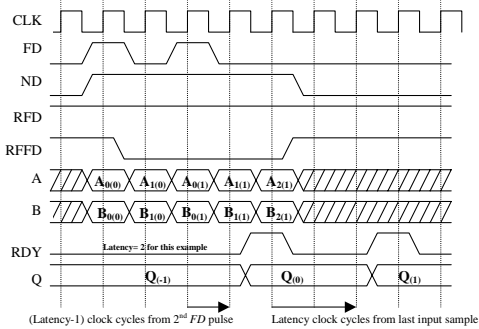 CLK
FD
ND
RFD
RFFD
A A0(0) A1(0) A0(1) A1(1) A2(1)
B B0(0) B1(0) B0(1) B1(1) B2(1)
RDY Latency= 2 for this example
Q Q(-1) Q(0) Q(1)
(Latency-1) clock cycles from 2nd FD pulse Latency clock cycles from last input sample